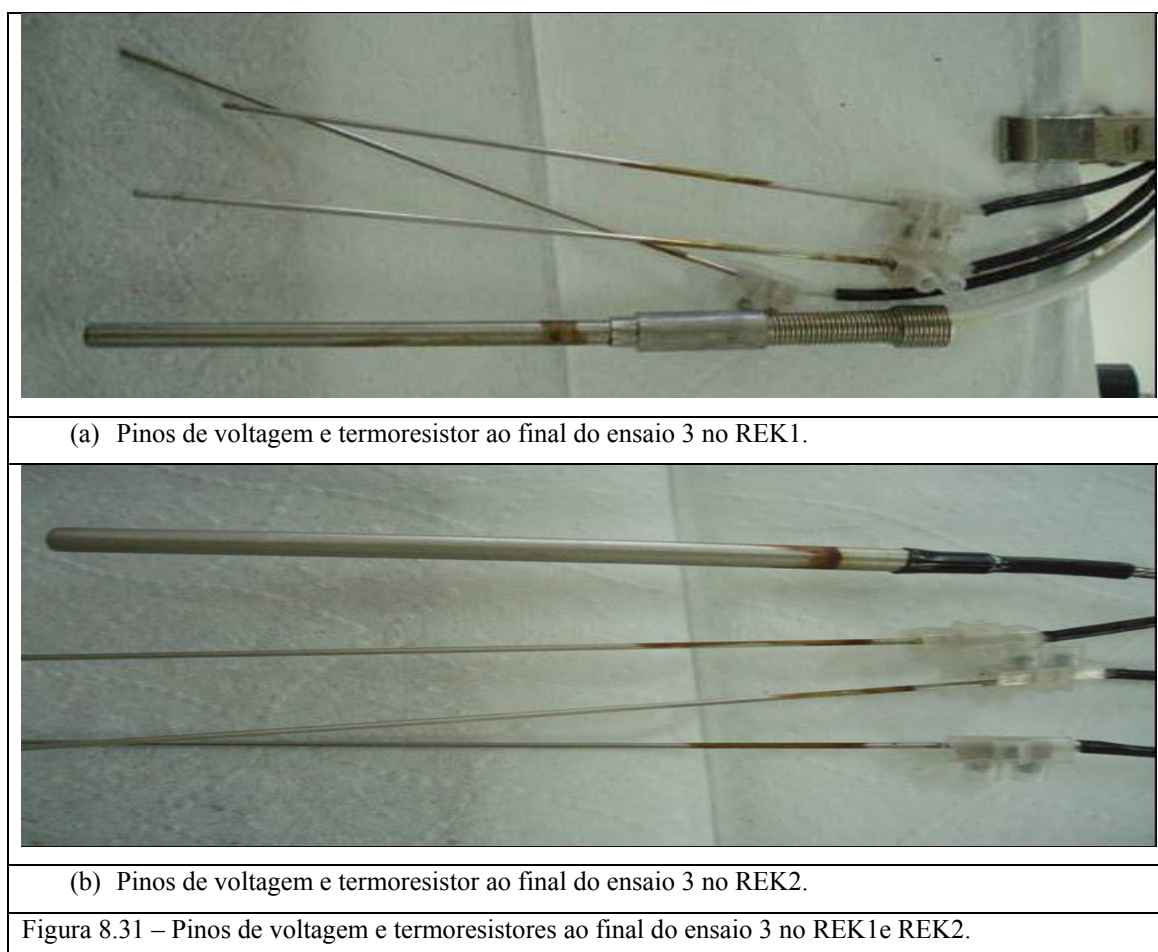 (a) Pinos de voltagem e termoresistor ao final do ensaio 3 no REK1.
(b) Pinos de voltagem e termoresistor ao final do ensaio 3 no REK2.
Figura 8.31 – Pinos de voltagem e termoresistores ao final do ensaio 3 no REK1e REK2.